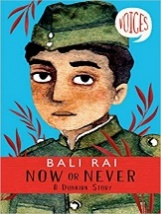 VOICES
BALI RAI
NOW OR NEVER
A DUNKIRK STORY